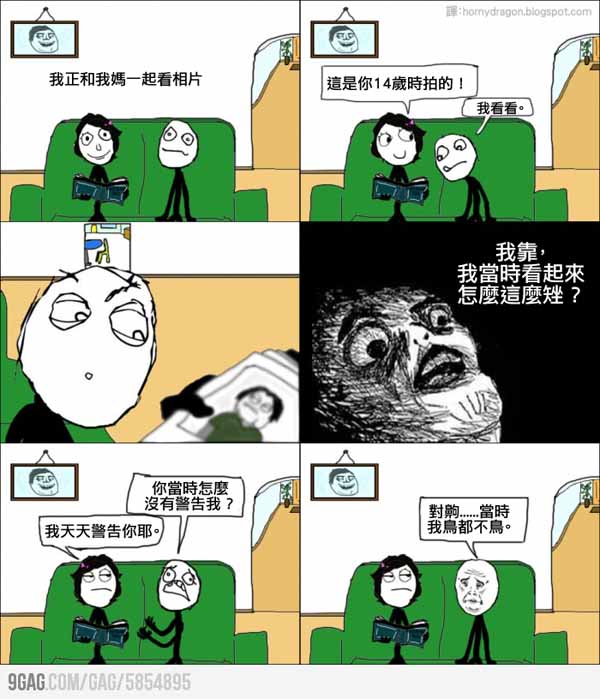 譯:hornydragon.blogspot.com
我正和我媽一起看相片
這是你14歲時拍的！
我看看。
我靠，
我當時看起來
怎麼這麼矬？
你當時怎麼
沒有警告我？
我天天警告你耶。
對齁......當時
我鳥都不鳥。
9GAG.COM/GAG/5854895